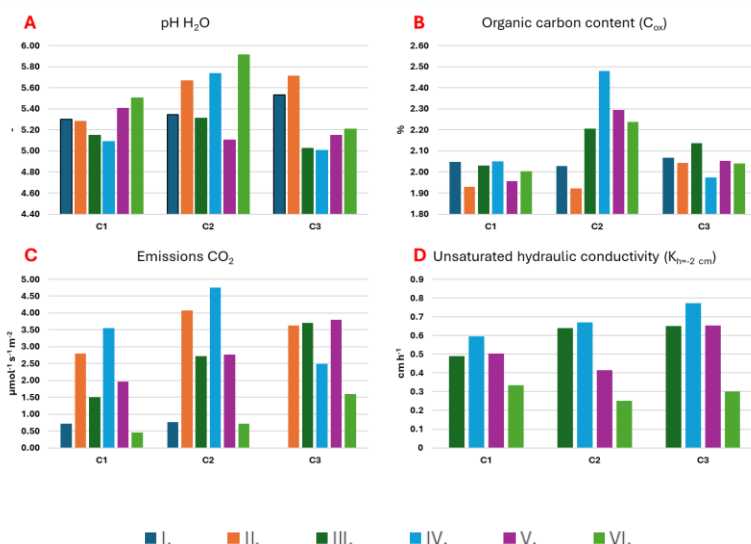 A
pH H₂O
6.00
5.80
5.60
5.40
5.20
5.00
4.80
4.60
4.40
-
C1 C2 C3
B
Organic carbon content (Cₒₓ)
2.60
2.50
2.40
2.30
2.20
2.10
2.00
1.90
1.80
%
C1 C2 C3
C
Emissions CO₂
5.00
4.50
4.00
3.50
3.00
2.50
2.00
1.50
1.00
0.50
0.00
µmol⁻¹ s⁻¹ m⁻²
C1 C2 C3
D Unsaturated hydraulic conductivity (Kₕ₌₋₂ cm)
0.9
0.8
0.7
0.6
0.5
0.4
0.3
0.2
0.1
0
cm h⁻¹
C1 C2 C3
I. II. III. IV. V. VI.